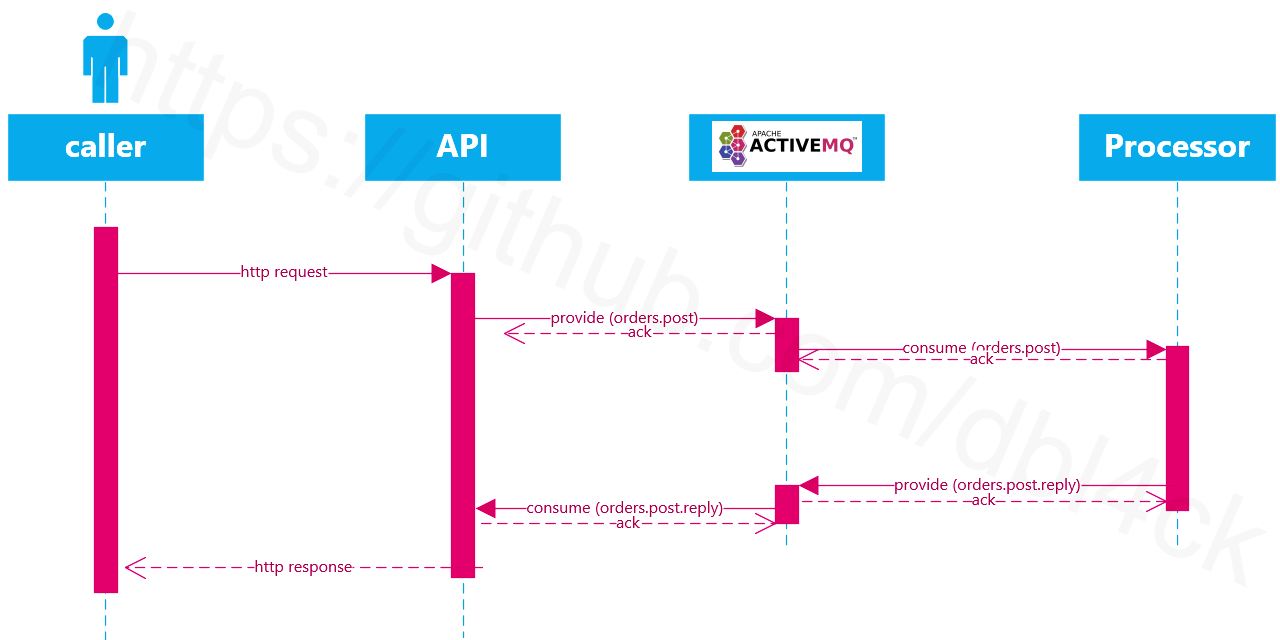 caller
API
APACHE
ACTIVEMQ™
Processor
http request
provide (orders.post)
ack
consume (orders.post)
ack
provide (orders.post.reply)
ack
consume (orders.post.reply)
ack
http response
https://github.com/dbl4ck